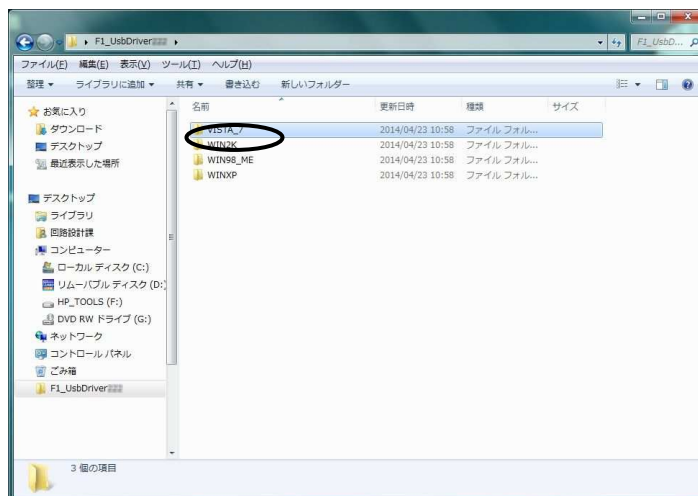 F1_UsbDriver
F1_UsbD...
ファイル(F) 編集(E) 表示(V) ツール(T) ヘルプ(H)
整理 ライブラリに追加 共有 書き込む 新しいフォルダー
名前 更新日時 種類 サイズ
お気に入り
ダウンロード
デスクトップ
最近表示した場所
デスクトップ
ライブラリ
回路設計課
コンピューター
ローカル ディスク (C:)
リムーバブル ディスク (D:)
HP_TOOLS (F:)
DVD RW ドライブ (G:)
ネットワーク
コントロール パネル
ごみ箱
F1_UsbDriver
VISTA_7 2014/04/23 10:58 ファイル フォル...
WIN2K 2014/04/23 10:58 ファイル フォル...
WIN98_ME 2014/04/23 10:58 ファイル フォル...
WINXP 2014/04/23 10:58 ファイル フォル...
3 個の項目